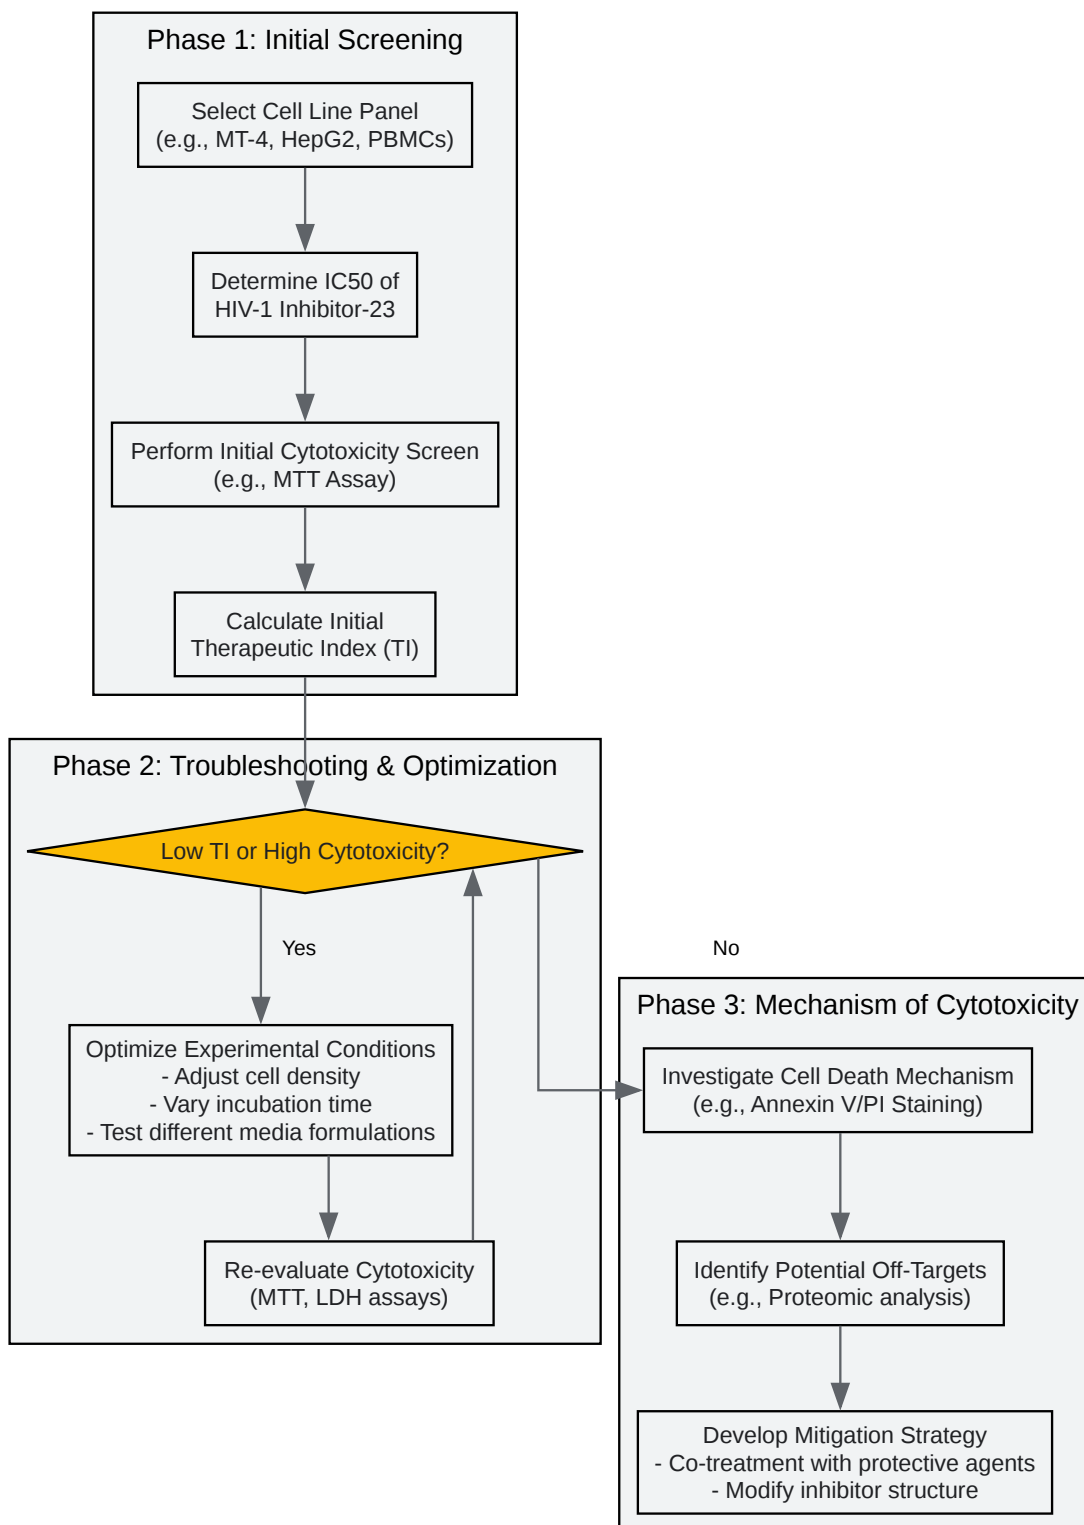 Phase 1: Initial Screening
Select Cell Line Panel
(e.g., MT-4, HepG2, PBMCs)
Determine IC50 of
HIV-1 Inhibitor-23
Perform Initial Cytotoxicity Screen
(e.g., MTT Assay)
Calculate Initial
Therapeutic Index (TI)
Phase 2: Troubleshooting & Optimization
Low TI or High Cytotoxicity?
Yes
No
Optimize Experimental Conditions
- Adjust cell density
- Vary incubation time
- Test different media formulations
Re-evaluate Cytotoxicity
(MTT, LDH assays)
Phase 3: Mechanism of Cytotoxicity
Investigate Cell Death Mechanism
(e.g., Annexin V/PI Staining)
Identify Potential Off-Targets
(e.g., Proteomic analysis)
Develop Mitigation Strategy
- Co-treatment with protective agents
- Modify inhibitor structure